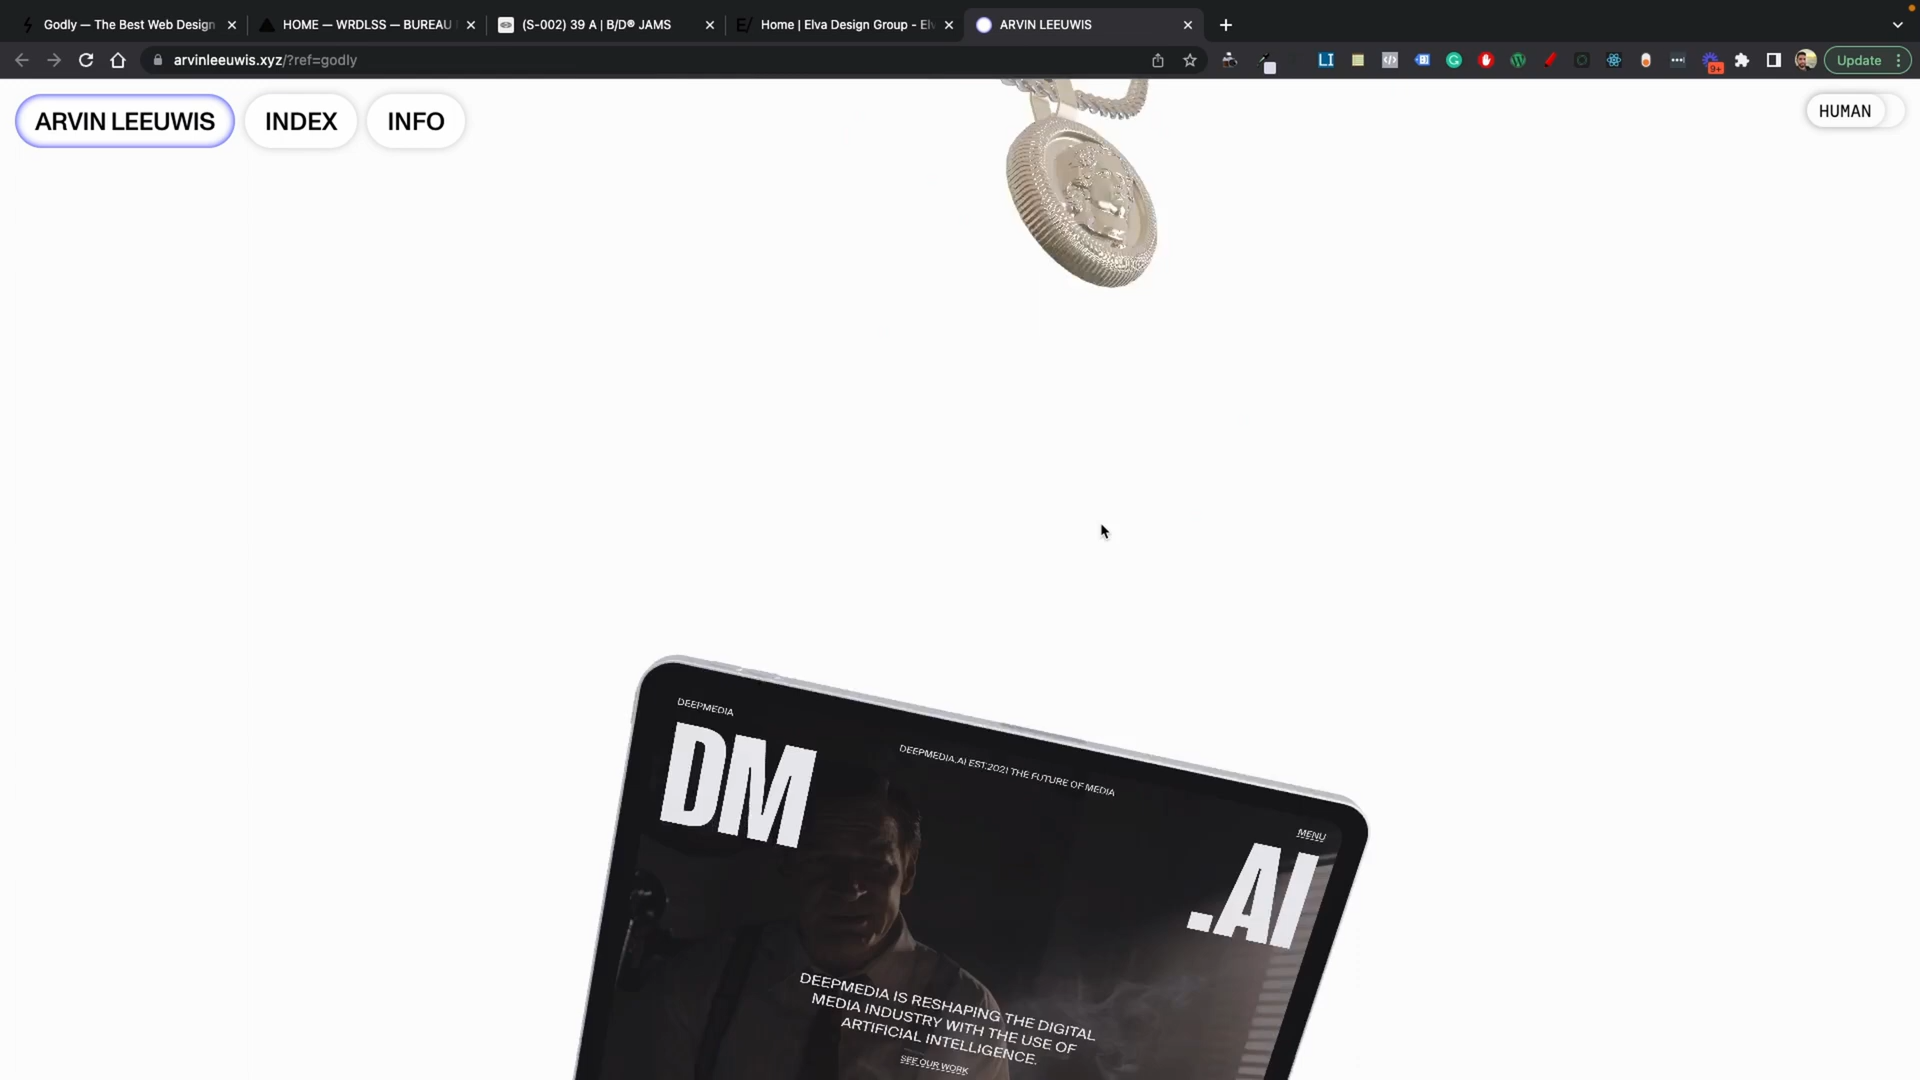 Godly — The Best Web Design
HOME — WRDLSS — BUREAU
(S-002) 39 A | B/D® JAMS
Home | Elva Design Group - El
ARVIN LEEUWIS
arvinleeuwis.xyz/?ref=godly
9+
Update
ARVIN LEEUWIS
INDEX
INFO
HUMAN
DEEPMEDIA
DM
DEEPMEDIA.AI EST.2021 THE FUTURE OF MEDIA
MENU
.AI
DEEPMEDIA IS RESHAPING THE DIGITAL
MEDIA INDUSTRY WITH THE USE OF
ARTIFICIAL INTELLIGENCE.
SEE OUR WORK